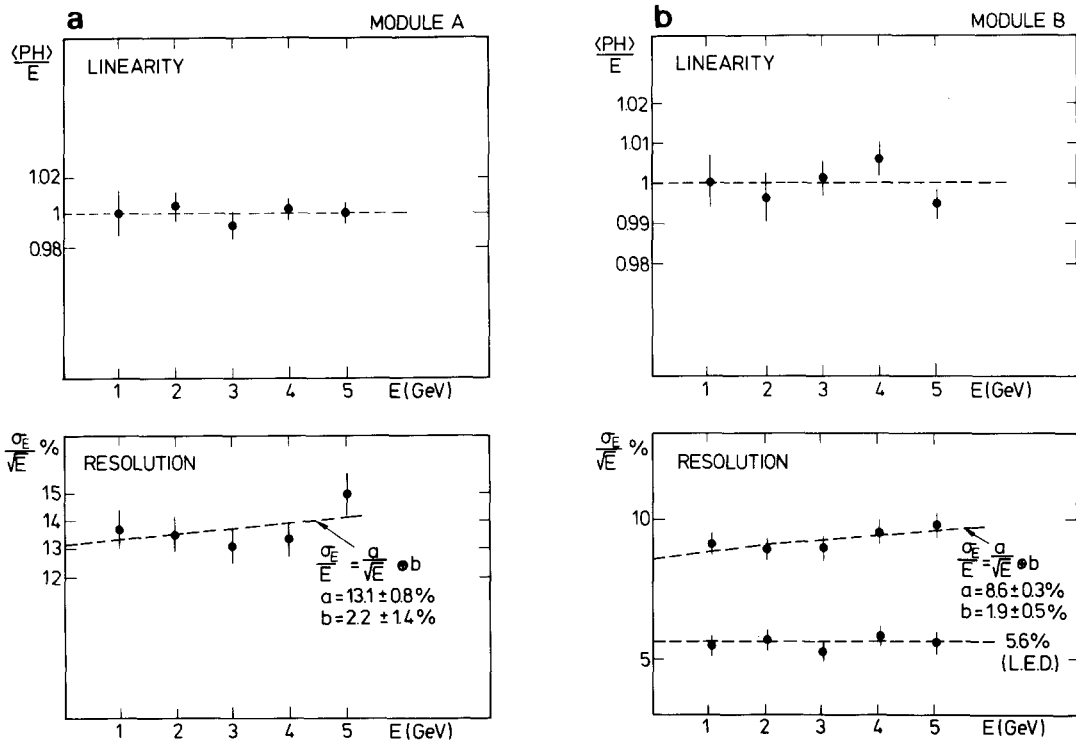 a
MODULE A
⟨PH⟩
E
LINEARITY
1.02
1
0.98
1 2 3 4 5 E(GeV)
σE
√E %
RESOLUTION
15
14
13
12
σE/E = a/√E ⊕ b
a=13.1±0.8%
b=2.2 ±1.4%
1 2 3 4 5 E(GeV)
b
MODULE B
⟨PH⟩
E
LINEARITY
1.02
1.01
1
0.99
0.98
1 2 3 4 5 E(GeV)
σE
√E %
RESOLUTION
10
5
σE/E = a/√E ⊕ b
a=8.6±0.3%
b=1.9±0.5%
5.6%
(L.E.D.)
1 2 3 4 5 E(GeV)